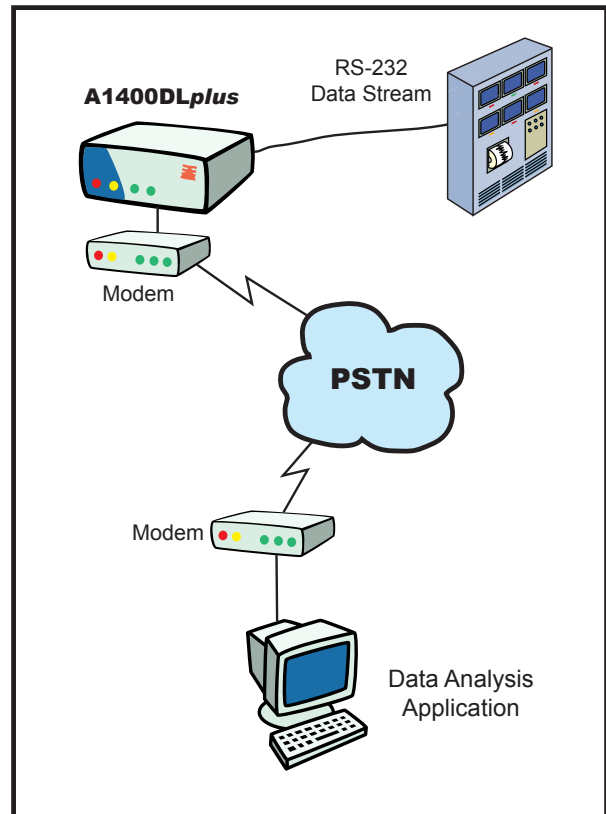 RS-232
Data Stream
A1400DLplus
Modem
PSTN
Modem
Data Analysis
Application